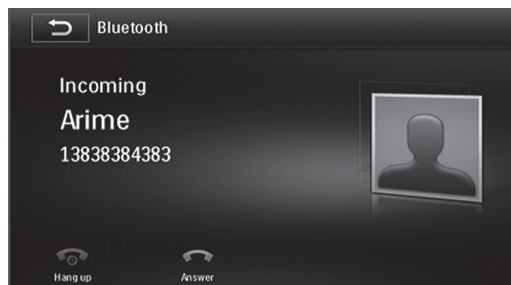 Bluetooth
Incoming
Arime
13838384383
Hang up
Answer